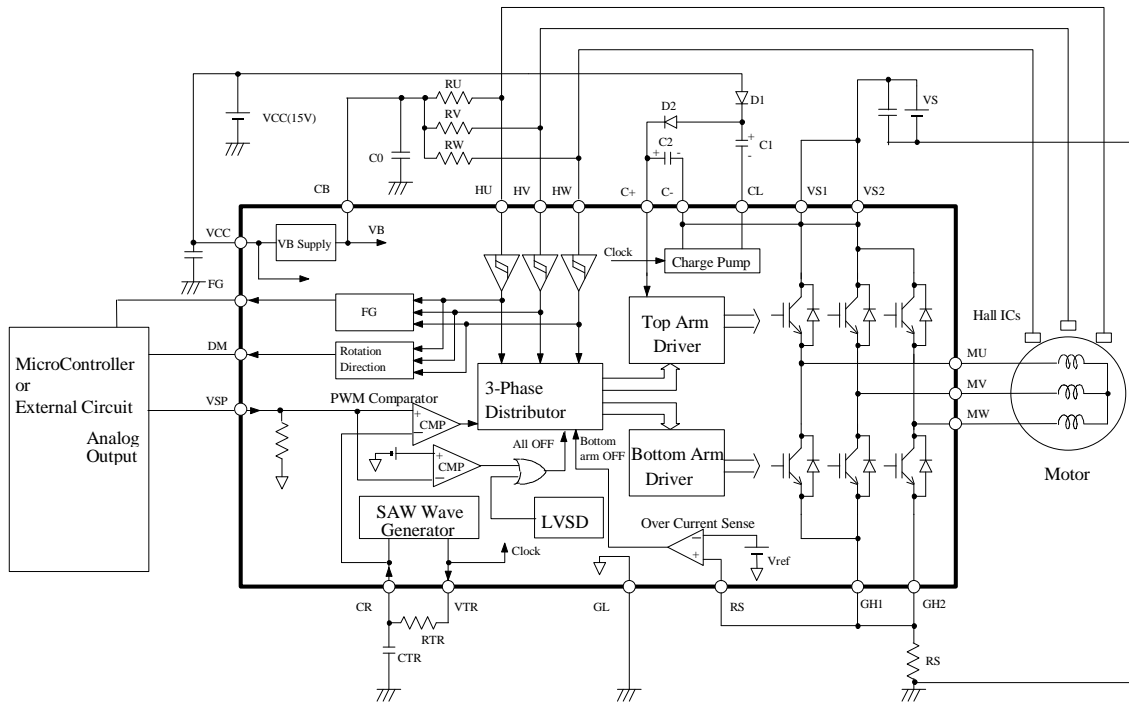 RU
RV
RW
VCC(15V)
C0
D2
D1
C2
+
-
+
-
C1
VS
CB
HU
HV
HW
C+
C-
CL
VS1
VS2
VCC
VB Supply
VB
Clock
Charge Pump
FG
FG
DM
Rotation
Direction
Top Arm
Driver
Hall ICs
MicroController
or
External Circuit
Analog
Output
VSP
PWM Comparator
+
−
CMP
3-Phase
Distributor
MU
MV
MW
Motor
All OFF
Bottom
arm OFF
+
−
CMP
Bottom Arm
Driver
SAW Wave
Generator
LVSD
Clock
Over Current Sense
−
+
Vref
CR
VTR
GL
RS
GH1
GH2
RTR
CTR
RS